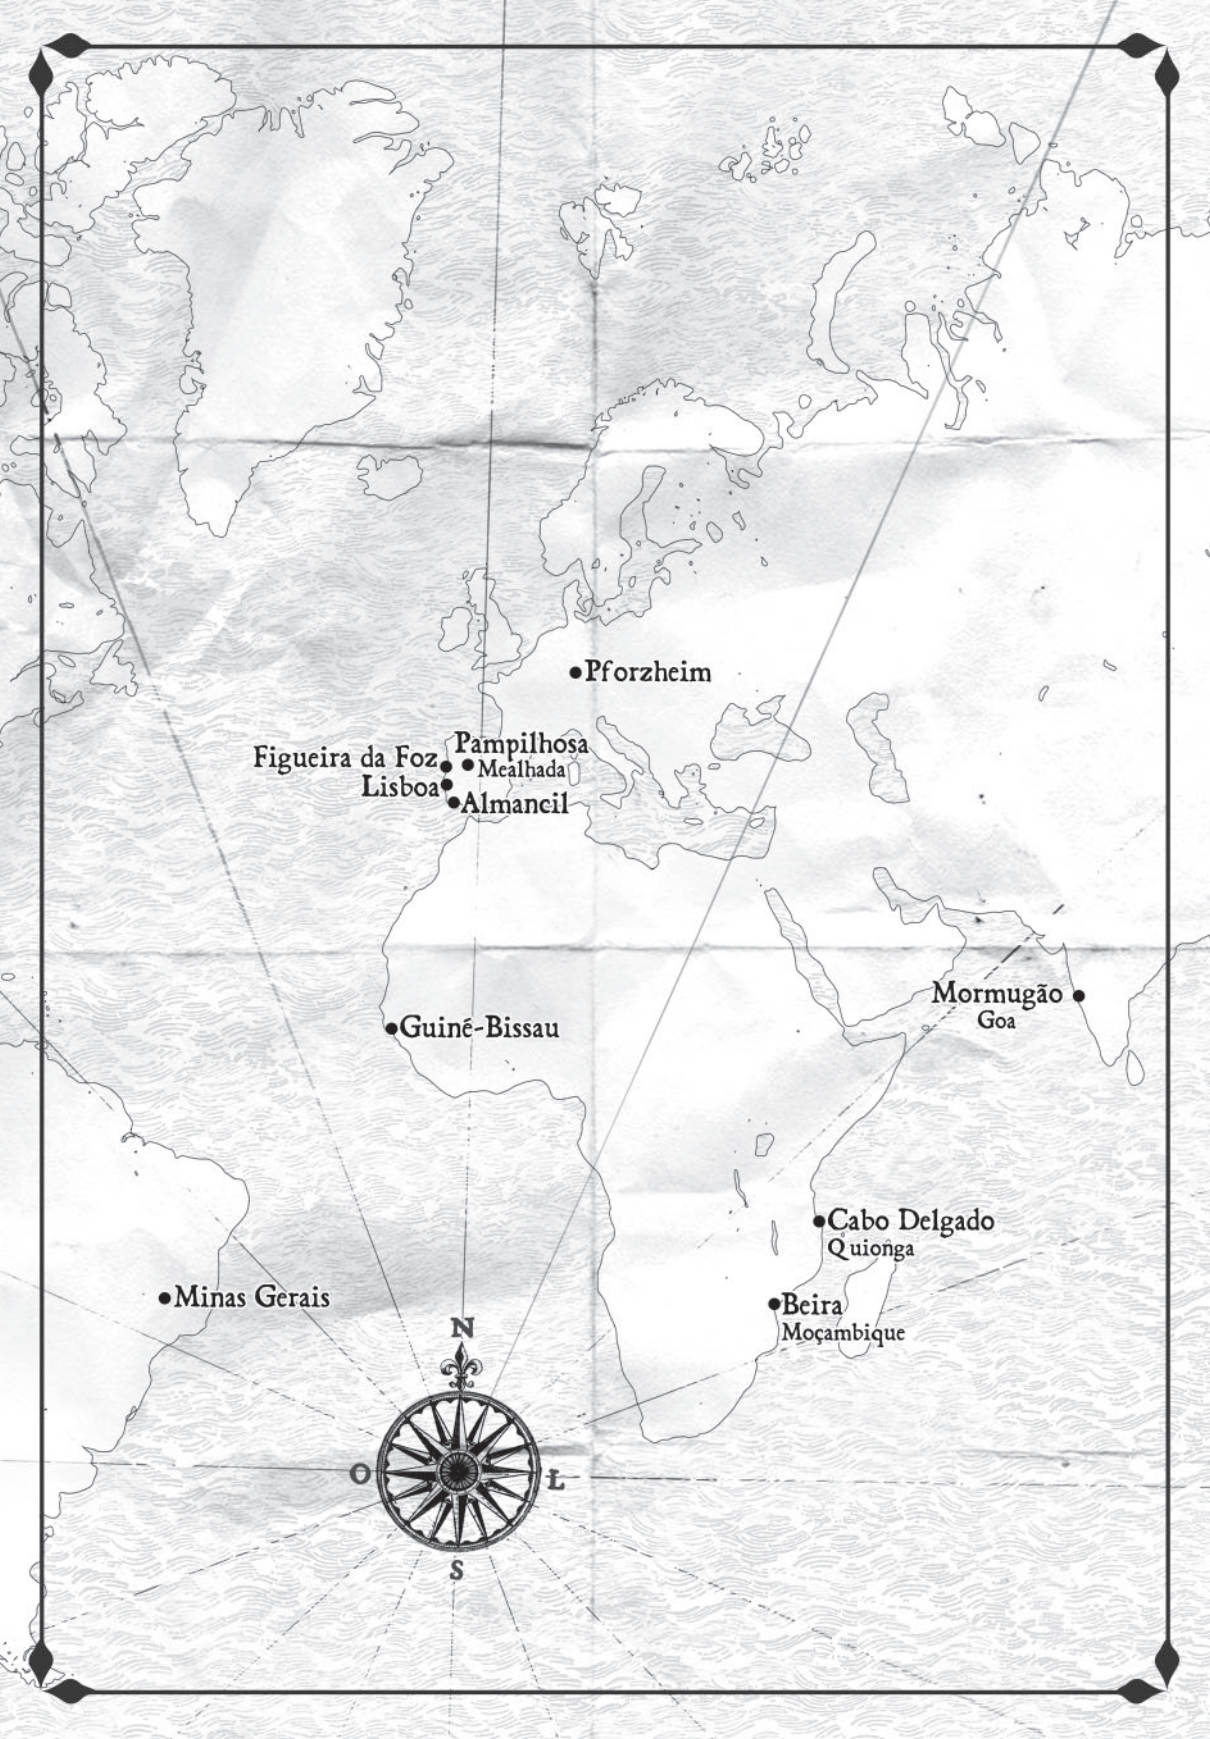 Pforzheim
Figueira da Foz
Pampilhosa
Mealhada
Lisboa
Almancil
Mormugão
Goa
Guiné-Bissau
Cabo Delgado
Quionga
Minas Gerais
Beira
Moçambique
N
O
L
S